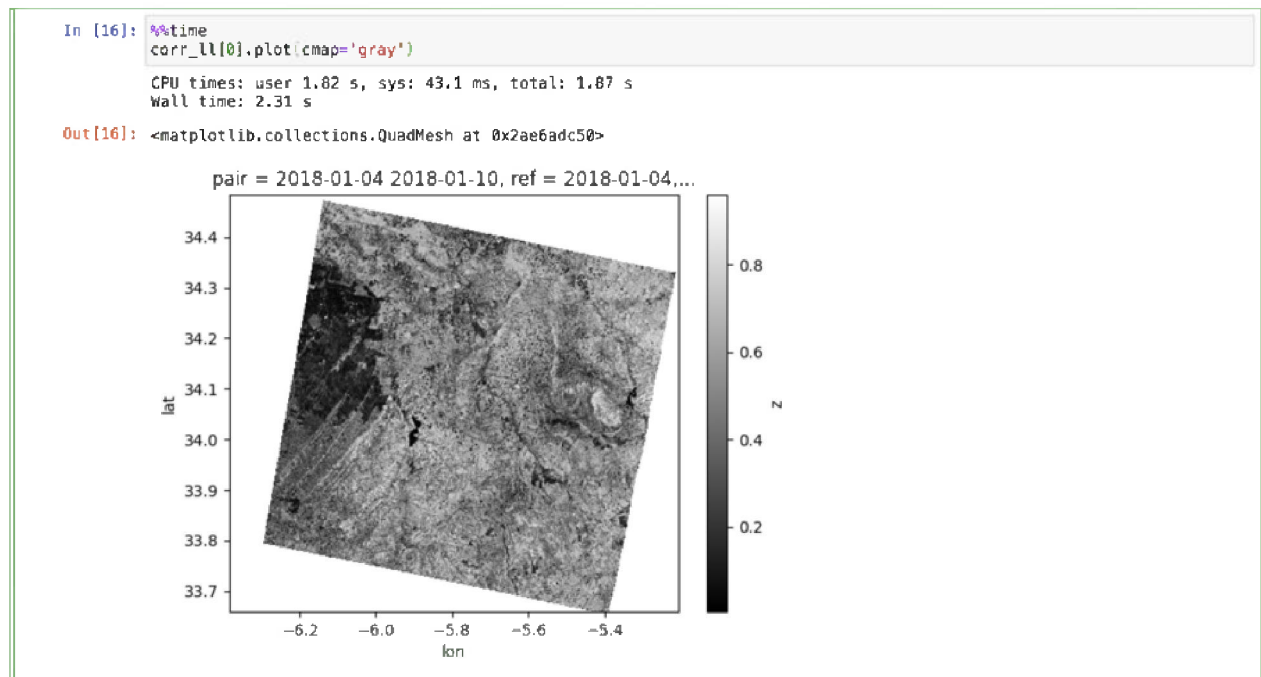 In [16]: %%time
corr_ll[0].plot(cmap='gray')
CPU times: user 1.82 s, sys: 43.1 ms, total: 1.87 s
Wall time: 2.31 s
Out[16]: <matplotlib.collections.QuadMesh at 0x2ae6adc50>
pair = 2018-01-04 2018-01-10, ref = 2018-01-04,...
34.4
34.3
34.2
34.1
34.0
33.9
33.8
33.7
lat
−6.2 −6.0 −5.8 −5.6 −5.4
lon
0.8
0.6
0.4
0.2
z